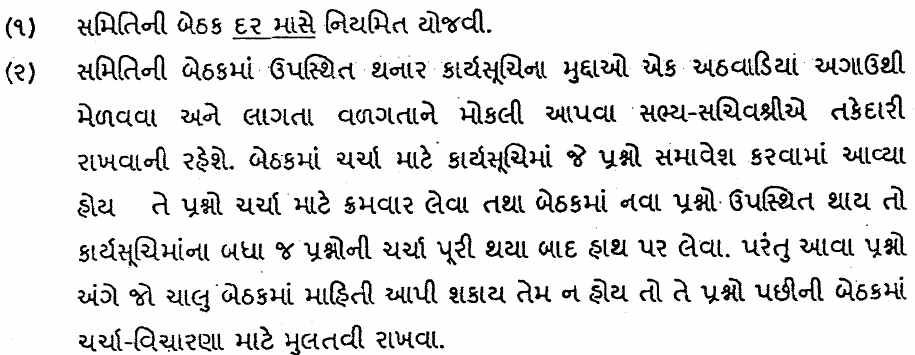 (૧) સમિતિની બેઠક દર માસે નિયમિત યોજવી.
(૨) સમિતિની બેઠકમાં ઉપસ્થિત થનાર કાર્યસૂચિના મુદ્દાઓ એક અઠવાડિયાં અગાઉથી
મેળવવા અને લાગતા વળગતાને મોકલી આપવા સભ્ય-સચિવશ્રીએ તકેદારી
રાખવાની રહેશે. બેઠકમાં ચર્ચા માટે કાર્યસૂચિમાં જે પ્રશ્નો સમાવેશ કરવામાં આવ્યા
હોય તે પ્રશ્નો ચર્ચા માટે ક્રમવાર લેવા તથા બેઠકમાં નવા પ્રશ્નો ઉપસ્થિત થાય તો
કાર્યસૂચિમાંના બધા જ પ્રશ્નોની ચર્ચા પૂરી થયા બાદ હાથ પર લેવા. પરંતુ આવા પ્રશ્નો
અંગે જો ચાલુ બેઠકમાં માહિતી આપી શકાય તેમ ન હોય તો તે પ્રશ્નો પછીની બેઠકમાં
ચર્ચા-વિચારણા માટે મુલતવી રાખવા.